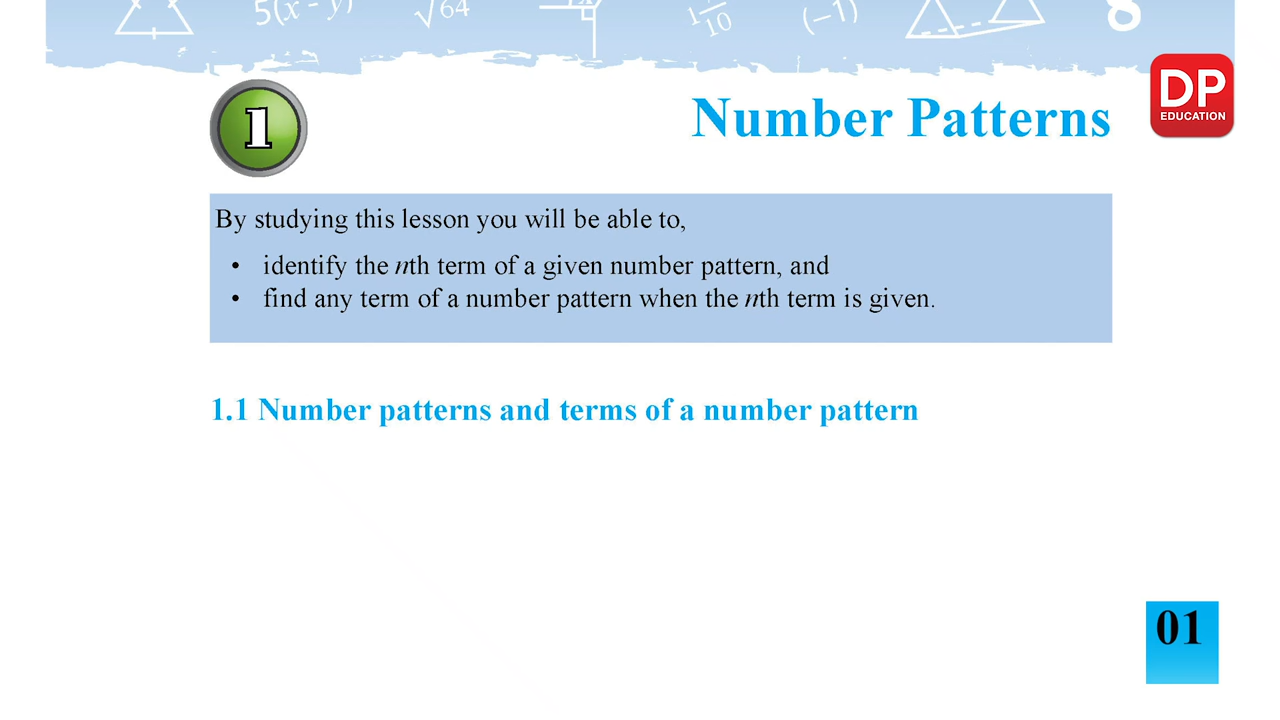 5(x - y)
√64
x
(-1)
8
1
Number Patterns
DP
EDUCATION
By studying this lesson you will be able to,
• identify the nth term of a given number pattern, and
• find any term of a number pattern when the nth term is given.
1.1 Number patterns and terms of a number pattern
01